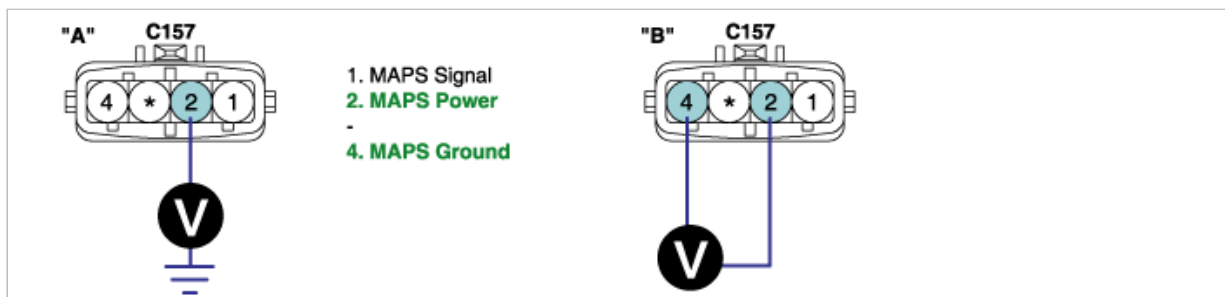 "A" C157
4 * 2 1
V
1. MAPS Signal
2. MAPS Power
-
4. MAPS Ground
"B" C157
4 * 2 1
V